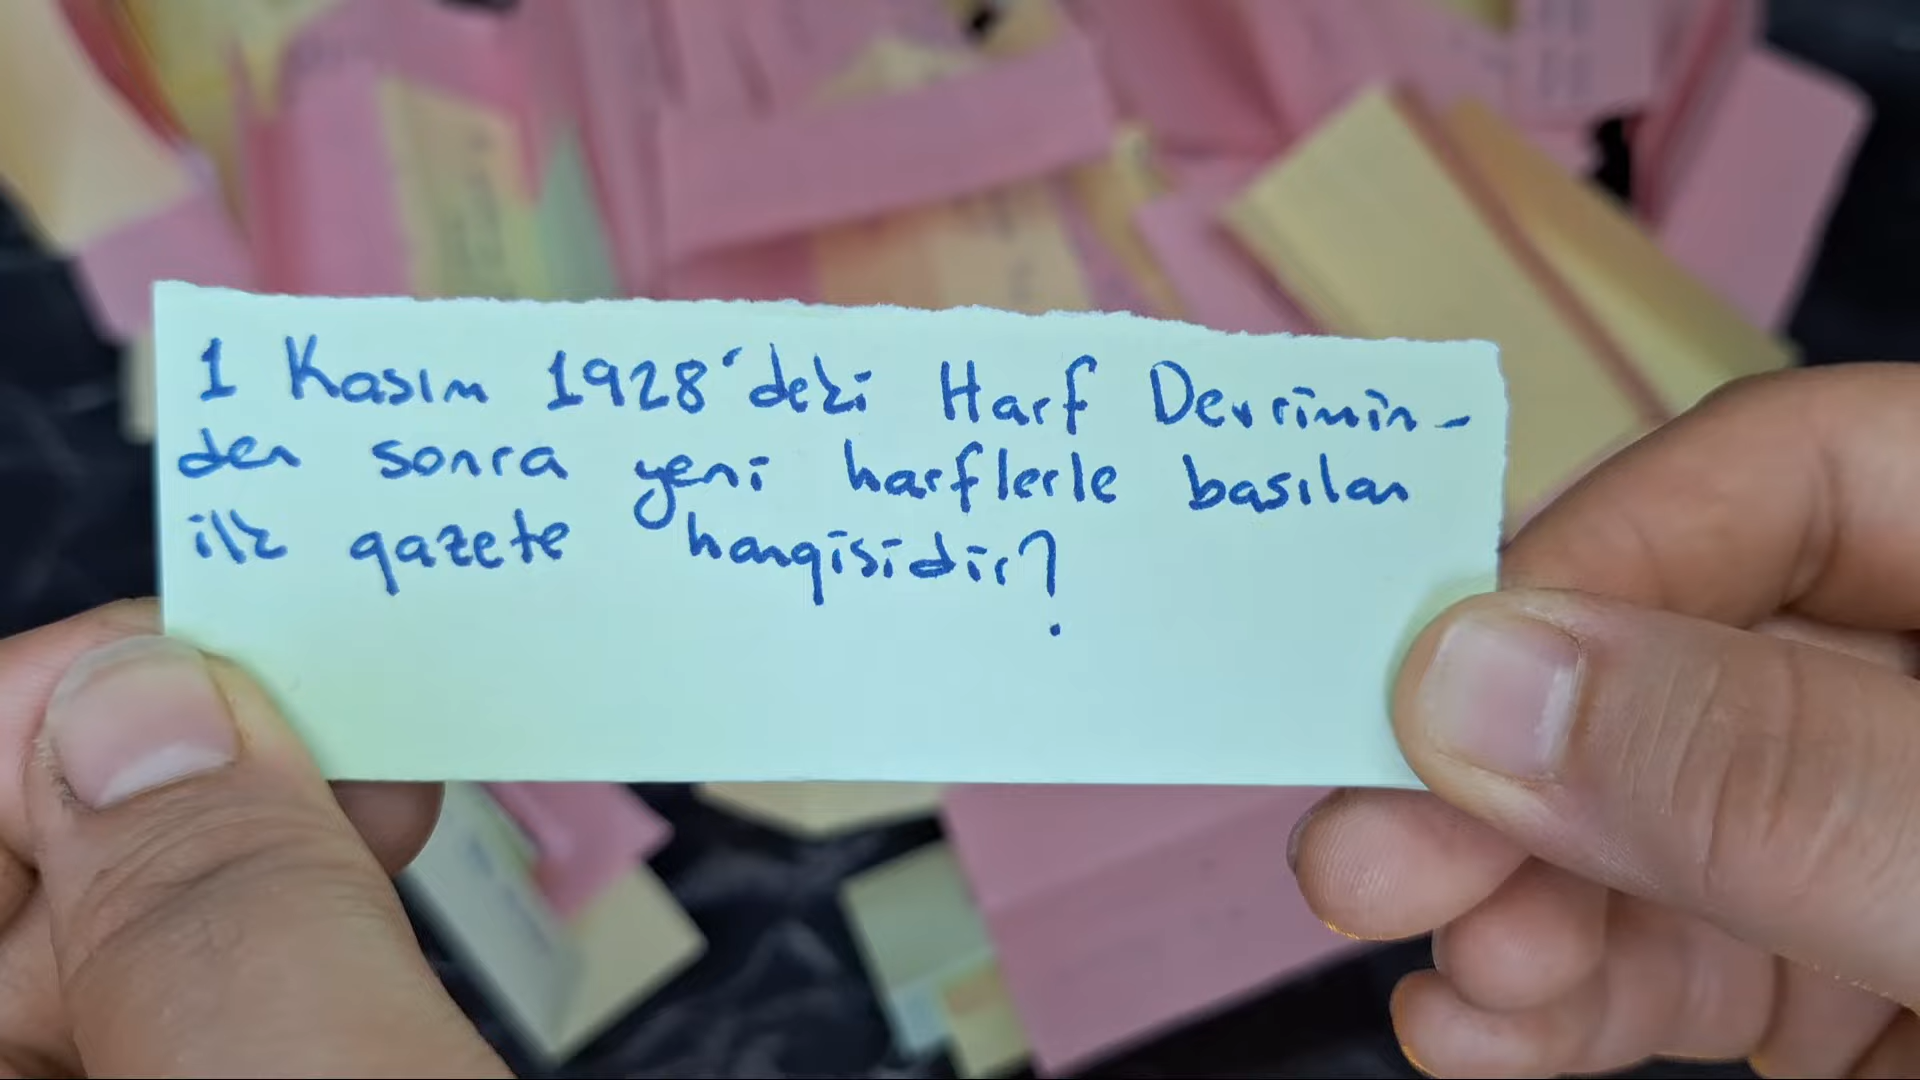 1 Kasım 1928'deki Harf Devrimin-
den sonra yeni harflerle basılan
ilk gazete hangisidir?